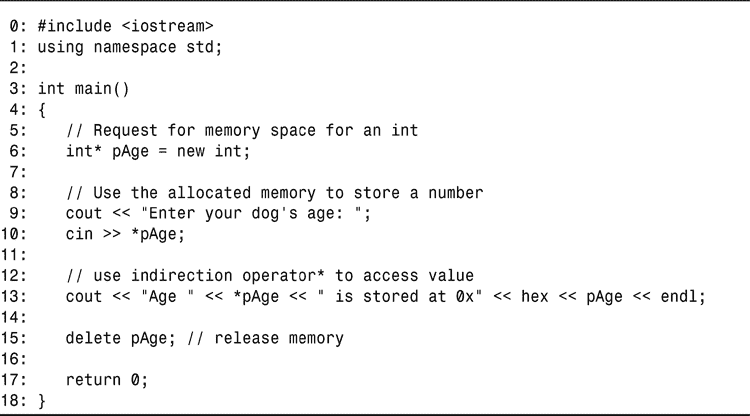 0: #include <iostream>
1: using namespace std;
2:
3: int main()
4: {
5:    // Request for memory space for an int
6:    int* pAge = new int;
7:
8:    // Use the allocated memory to store a number
9:    cout << "Enter your dog's age: ";
10:    cin >> *pAge;
11:
12:    // use indirection operator* to access value
13:    cout << "Age " << *pAge << " is stored at 0x" << hex << pAge << endl;
14:
15:    delete pAge; // release memory
16:
17:    return 0;
18: }